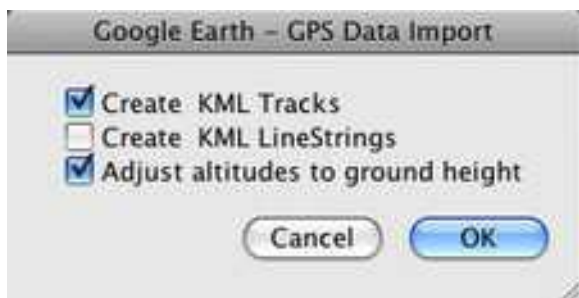 Google Earth – GPS Data Import
Create KML Tracks
Create KML LineStrings
Adjust altitudes to ground height
Cancel OK